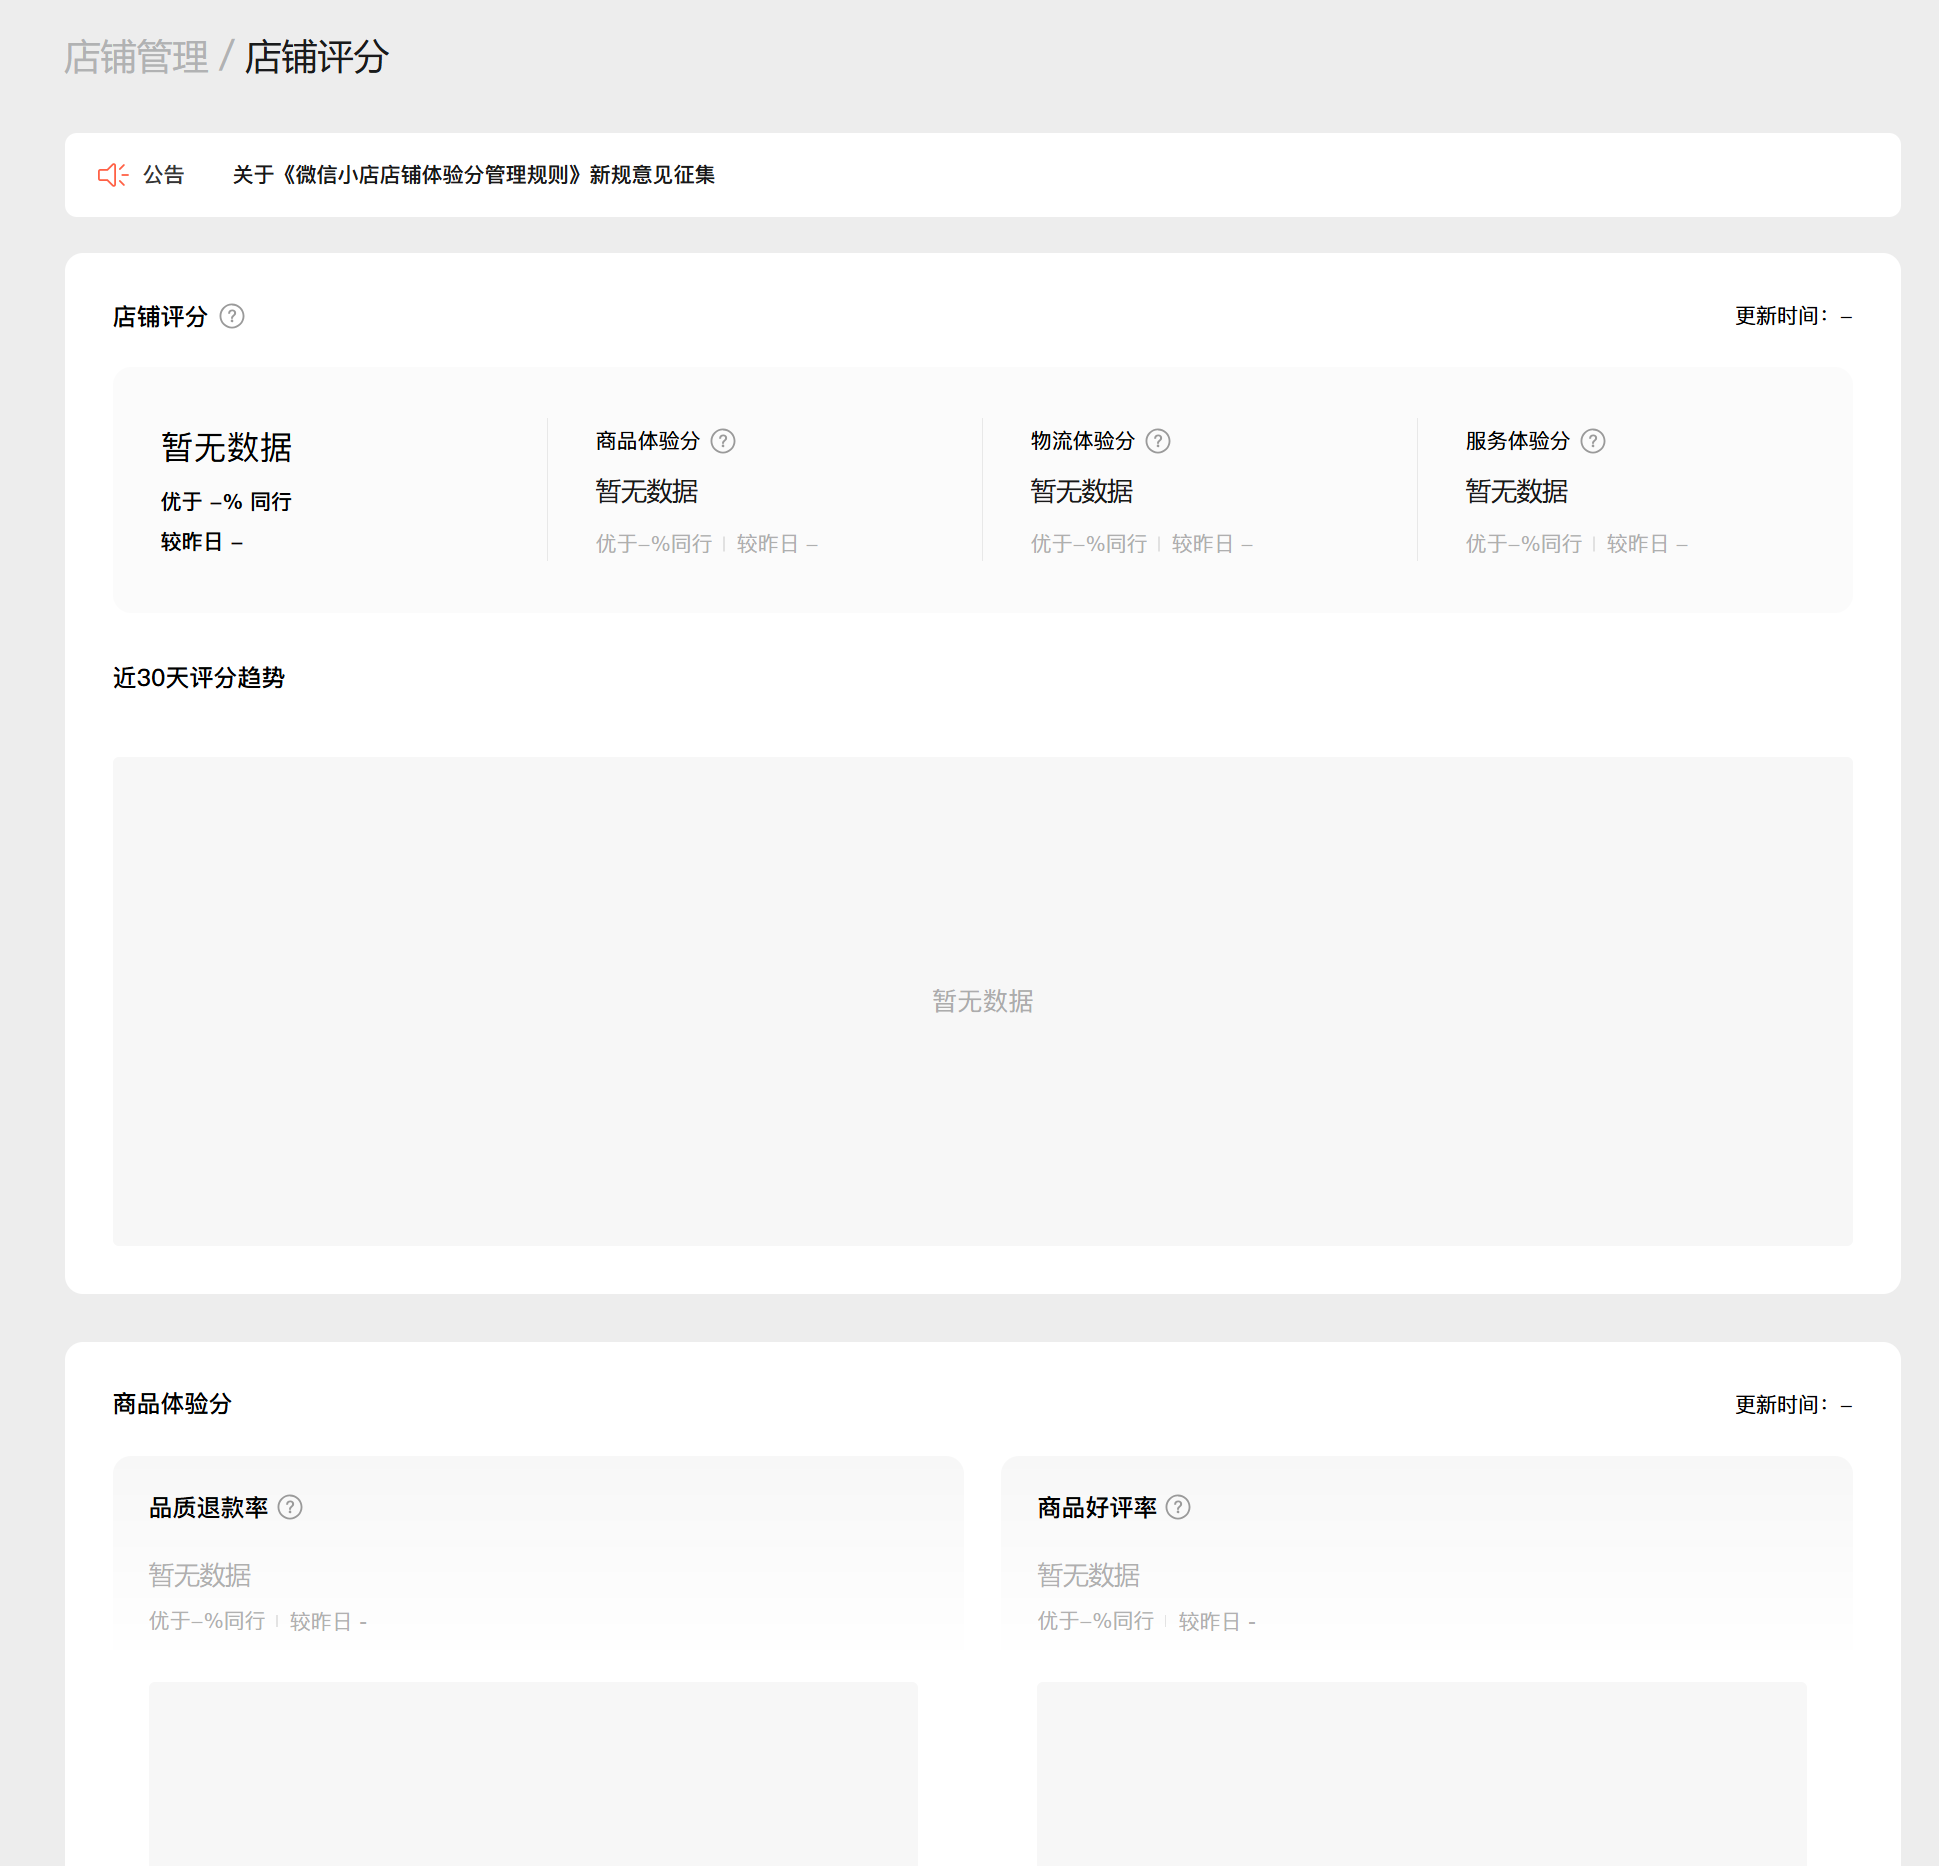 店铺管理 / 店铺评分
公告 关于《微信小店店铺体验分管理规则》新规意见征集
店铺评分 ? 更新时间：–
暂无数据
优于 –% 同行
较昨日 –
商品体验分 ?
暂无数据
优于–%同行 | 较昨日 –
物流体验分 ?
暂无数据
优于–%同行 | 较昨日 –
服务体验分 ?
暂无数据
优于–%同行 | 较昨日 –
近30天评分趋势
暂无数据
商品体验分 更新时间：–
品质退款率 ?
暂无数据
优于–%同行 | 较昨日 -
商品好评率 ?
暂无数据
优于–%同行 | 较昨日 -